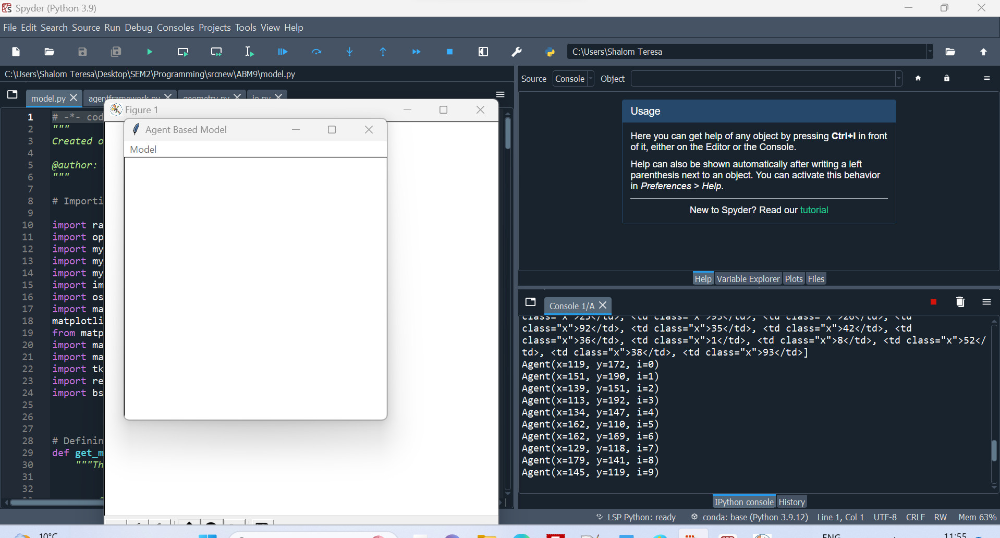 Spyder (Python 3.9)
File Edit Search Source Run Debug Consoles Projects Tools View Help
C:\Users\Shalom Teresa
C:\Users\Shalom Teresa\Desktop\SEM2\Programming\srcnew\ABM9\model.py
model.py
agentframework.py
geometry.py
io.py
Figure 1
Agent Based Model
Model
1 # -*- cod
2 """
3 Created o
4
5 @author:
6 """
7
8 # Importi
9
10 import ra
11 import op
12 import my
13 import my
14 import my
15 import im
16 import os
17 import ma
18 matplotli
19 from matp
20 import ma
21 import ma
22 import tk
23 import re
24 import bs
25
26
27
28 # Definin
29 def get_m
30 """Th
31
32
Source Console Object
Usage
Here you can get help of any object by pressing Ctrl+I in front
of it, either on the Editor or the Console.
Help can also be shown automatically after writing a left
parenthesis next to an object. You can activate this behavior
in Preferences > Help.
New to Spyder? Read our tutorial
Help Variable Explorer Plots Files
Console 1/A
class="x">92</td>, <td class="x">35</td>, <td class="x">42</td>, <td
class="x">36</td>, <td class="x">1</td>, <td class="x">8</td>, <td class="x">52</
td>, <td class="x">38</td>, <td class="x">93</td>]
Agent(x=119, y=172, i=0)
Agent(x=151, y=190, i=1)
Agent(x=139, y=151, i=2)
Agent(x=113, y=192, i=3)
Agent(x=134, y=147, i=4)
Agent(x=162, y=110, i=5)
Agent(x=162, y=169, i=6)
Agent(x=129, y=118, i=7)
Agent(x=179, y=141, i=8)
Agent(x=145, y=119, i=9)
IPython console History
LSP Python: ready conda: base (Python 3.9.12) Line 1, Col 1 UTF-8 CRLF RW Mem 63%
10°C
ENG
11:55